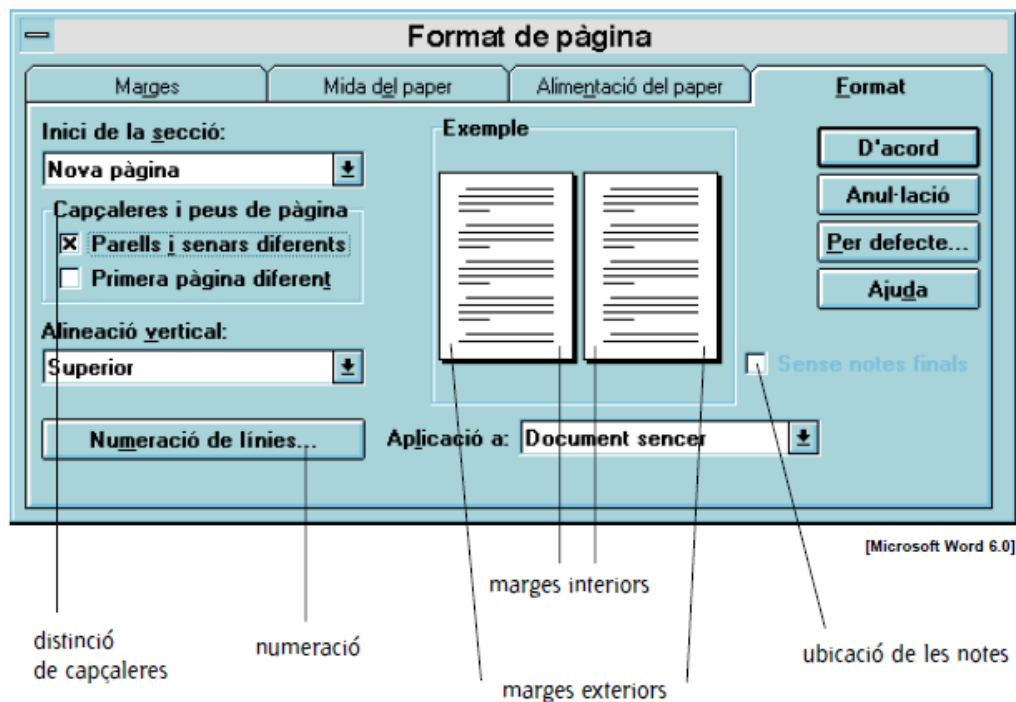 Format de pàgina
Marges
Mida del paper
Alimentació del paper
Format
Inici de la secció:
Nova pàgina
Capçaleres i peus de pàgina
Parells i senars diferents
Primera pàgina diferent
Alineació vertical:
Superior
Numeració de línies...
Exemple
Aplicació a:
Document sencer
D'acord
Anul·lació
Per defecte...
Ajuda
Sense notes finals
[Microsoft Word 6.0]
marges interiors
distinció
de capçaleres
numeració
ubicació de les notes
marges exteriors